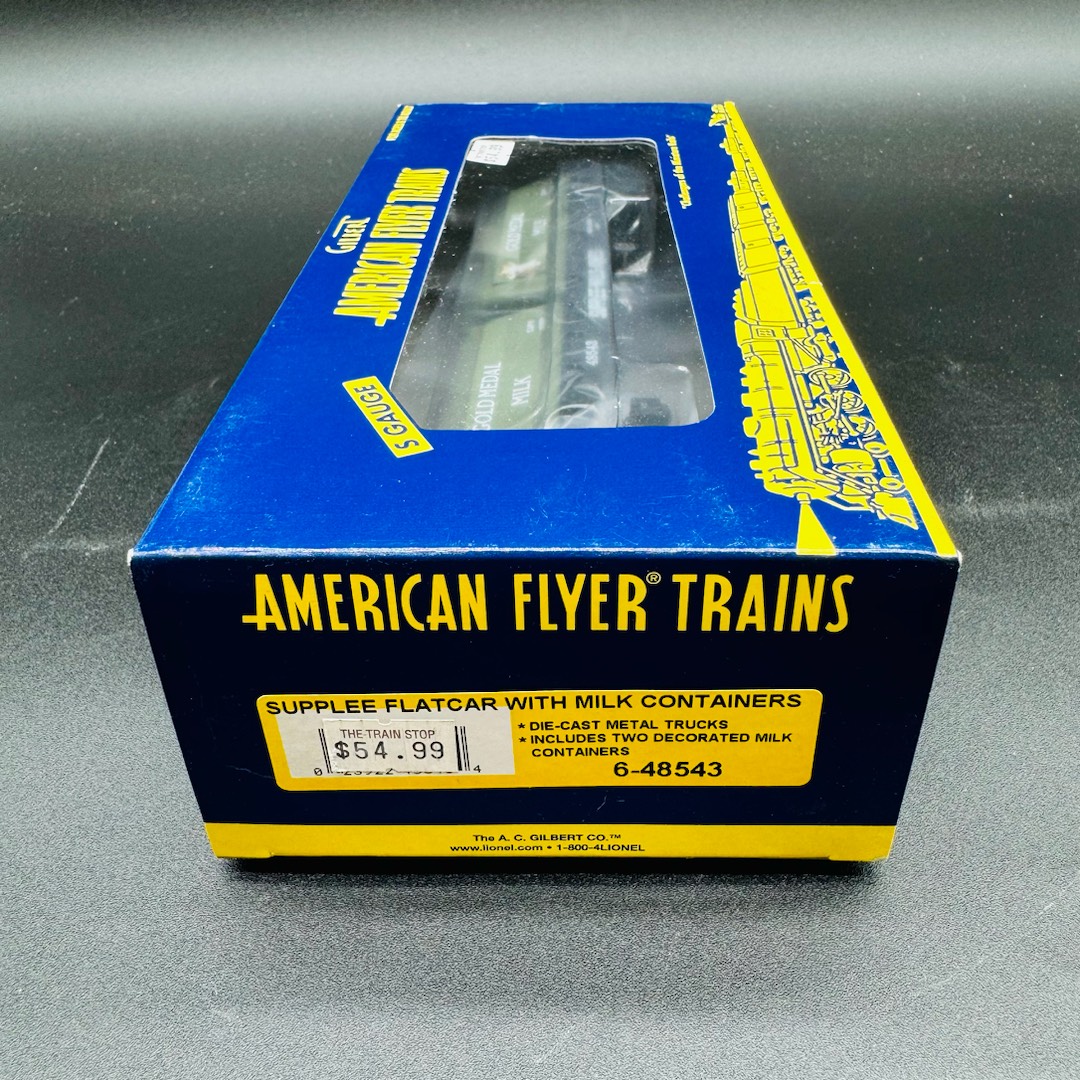 Gilbert
AMERICAN FLYER TRAINS
S GAUGE
GOLD MEDAL
MILK
AMERICAN FLYER® TRAINS
SUPPLEE FLATCAR WITH MILK CONTAINERS
THE TRAIN STOP
$54.99
* DIE-CAST METAL TRUCKS
* INCLUDES TWO DECORATED MILK
CONTAINERS
6-48543
The A. C. GILBERT CO.™
www.lionel.com • 1-800-4LIONEL